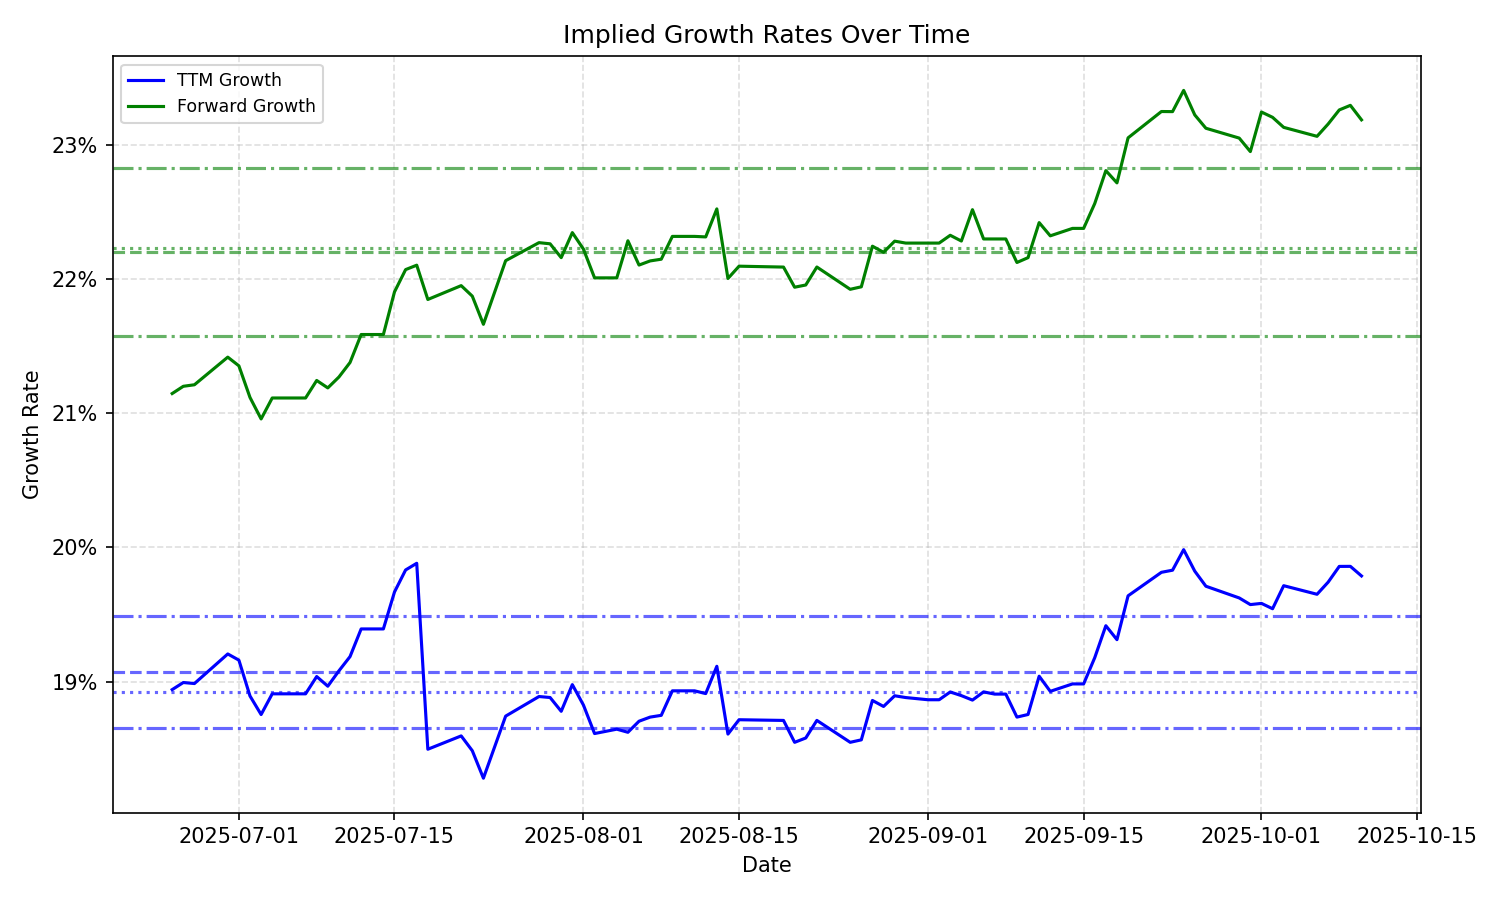 Implied Growth Rates Over Time
TTM Growth
Forward Growth
23%
22%
21%
20%
19%
Growth Rate
2025-07-01
2025-07-15
2025-08-01
2025-08-15
2025-09-01
2025-09-15
2025-10-01
2025-10-15
Date